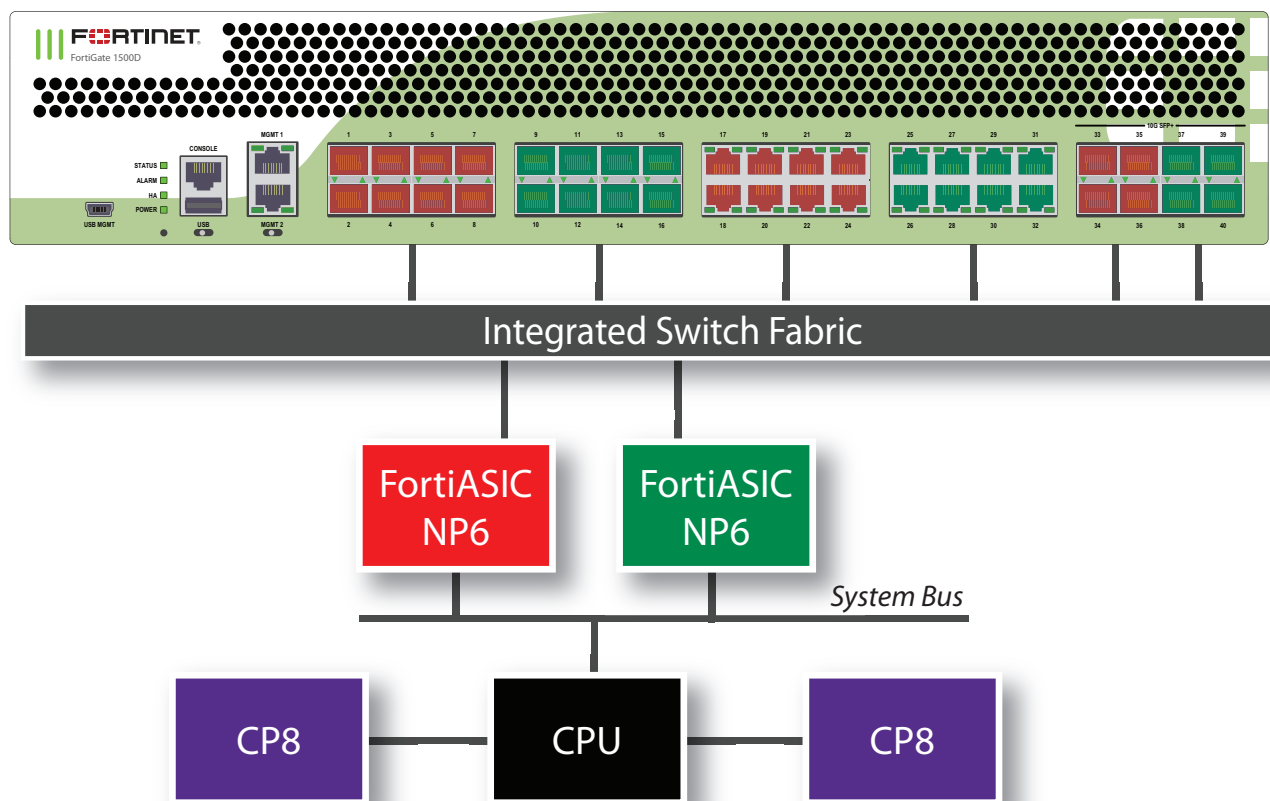 FORTINET
FortiGate 1500D
10G SFP+
MGMT 1 1 3 5 7 9 11 13 15 17 19 21 23 25 27 29 31 33 35 37 39
CONSOLE
STATUS
ALARM
HA
POWER
USB MGMT USB MGMT 2 2 4 6 8 10 12 14 16 18 20 22 24 26 28 30 32 34 36 38 40
Integrated Switch Fabric
FortiASIC FortiASIC
NP6 NP6
System Bus
CP8 CPU CP8